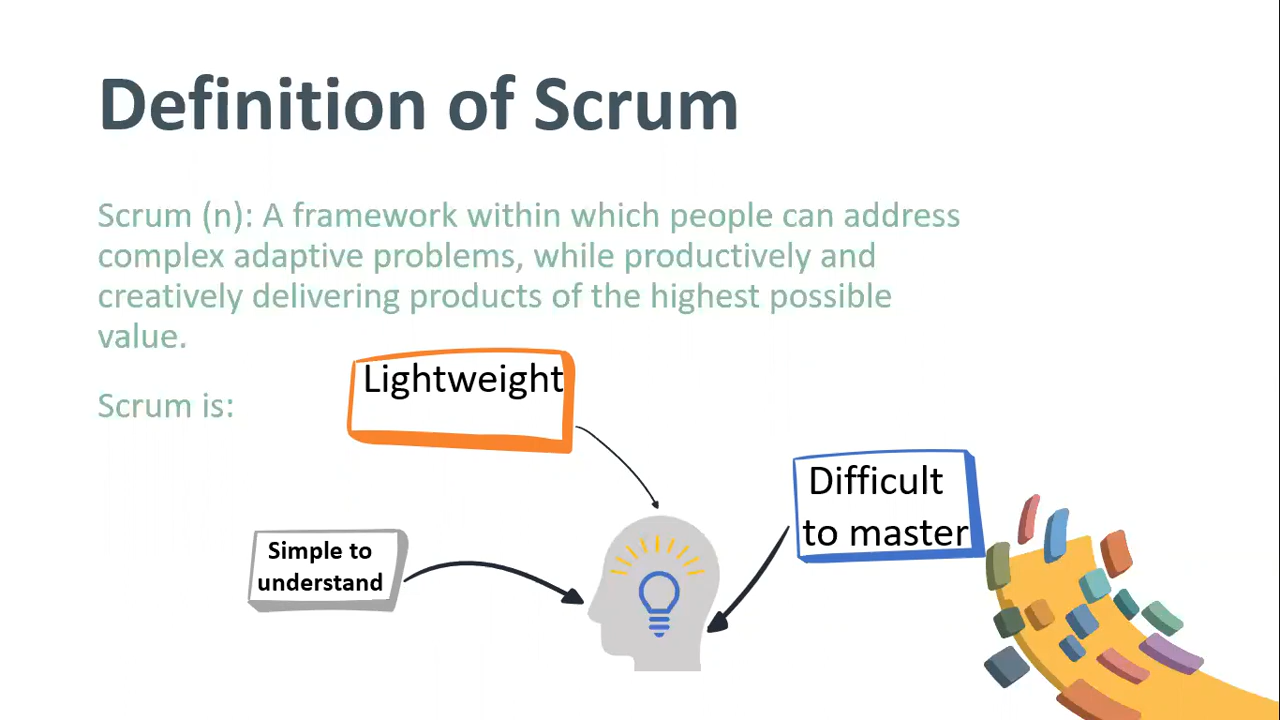 Definition of Scrum
Scrum (n): A framework within which people can address
complex adaptive problems, while productively and
creatively delivering products of the highest possible
value.
Scrum is:
Lightweight
Difficult
to master
Simple to
understand